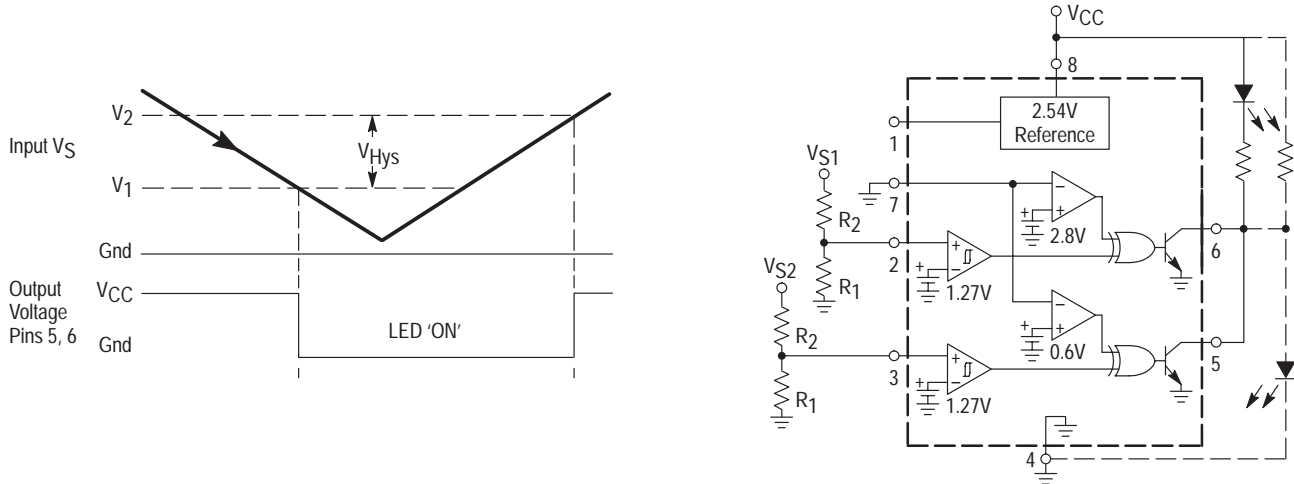 Input VS
V2
V1
VHys
Gnd
Output
Voltage
Pins 5, 6
VCC
Gnd
LED 'ON'
VCC
8
2.54V
Reference
1
VS1
7
R2
2.8V
6
2
R1
1.27V
VS2
R2
0.6V
5
3
R1
1.27V
4
+
-
+
+
+
-
-
+
+
+
+
-